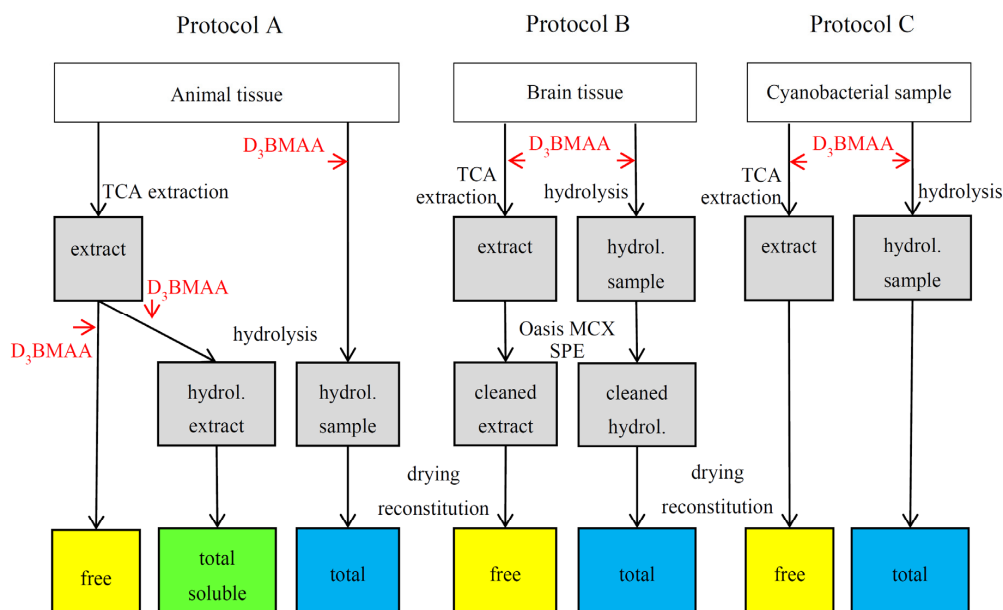 Protocol A
Protocol B
Protocol C
Animal tissue
Brain tissue
Cyanobacterial sample
D₃BMAA
D₃BMAA
D₃BMAA
TCA extraction
TCA
extraction
hydrolysis
TCA
extraction
hydrolysis
extract
extract
hydrol.
sample
extract
hydrol.
sample
D₃BMAA
D₃BMAA
hydrolysis
Oasis MCX
SPE
hydrol.
extract
hydrol.
sample
cleaned
extract
cleaned
hydrol.
drying
reconstitution
drying
reconstitution
free
total
soluble
total
free
total
free
total